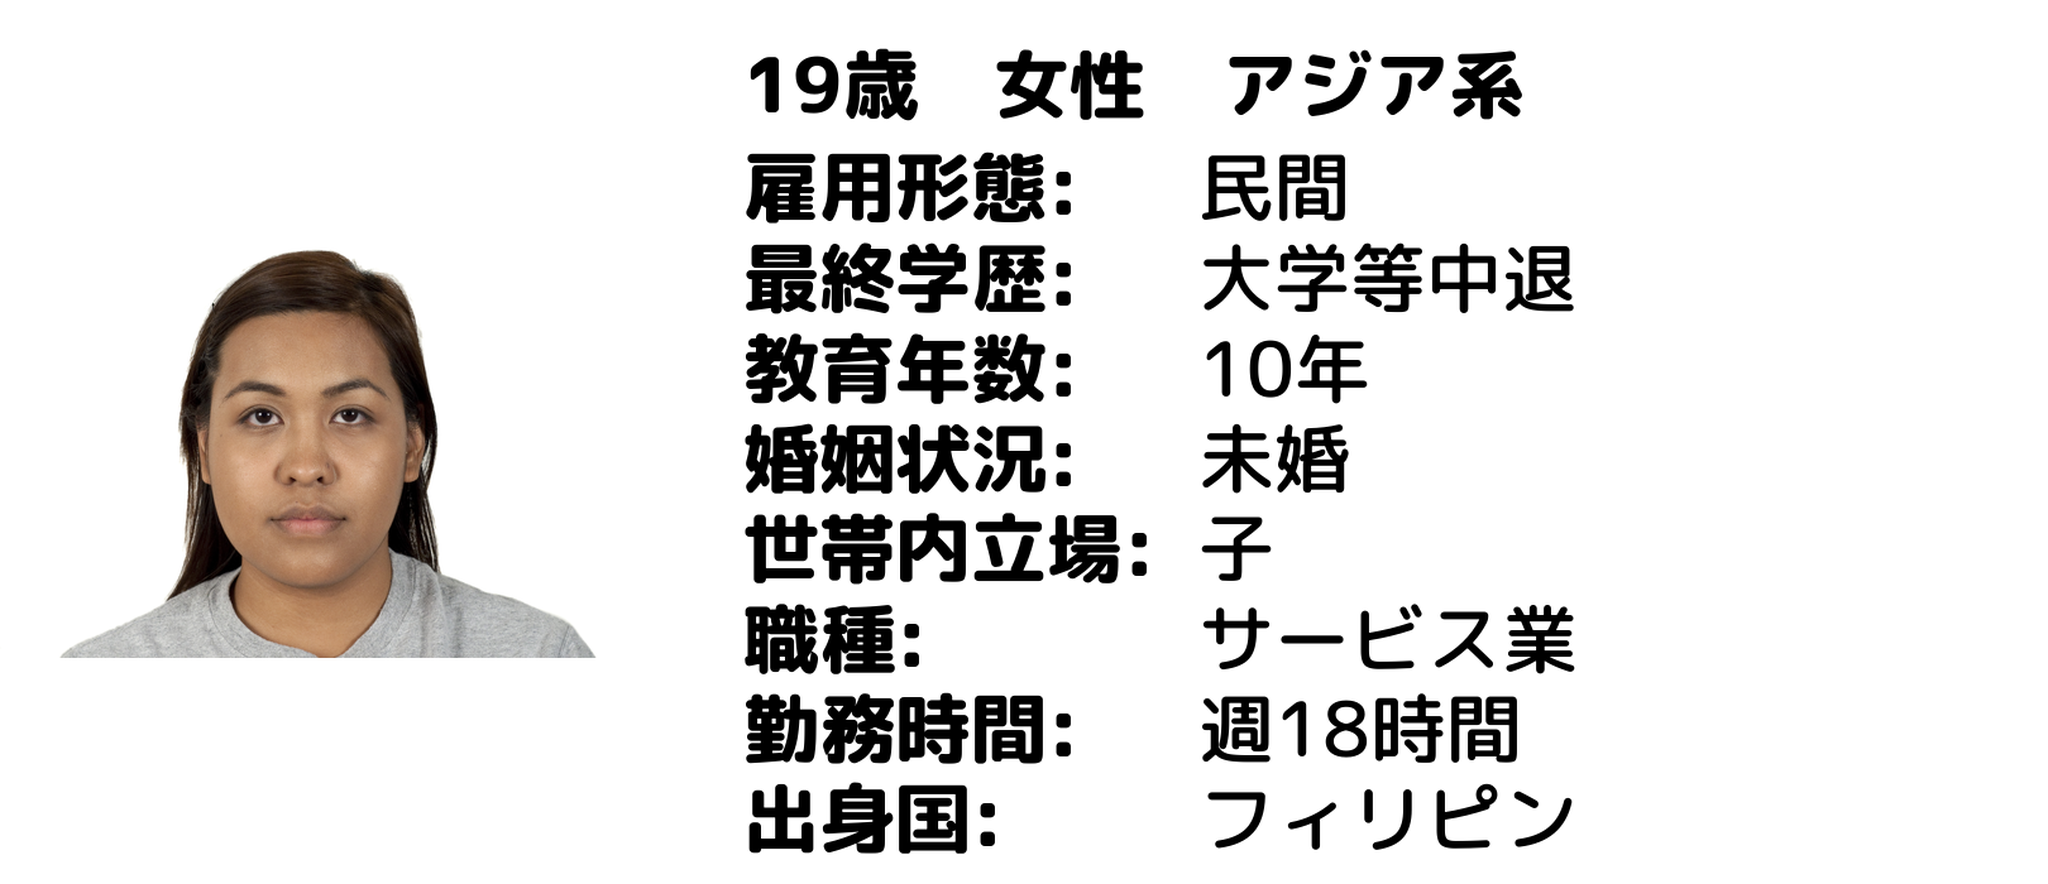 19歳　女性　アジア系
雇用形態: 民間
最終学歴: 大学等中退
教育年数: 10年
婚姻状況: 未婚
世帯内立場: 子
職種: サービス業
勤務時間: 週18時間
出身国: フィリピン